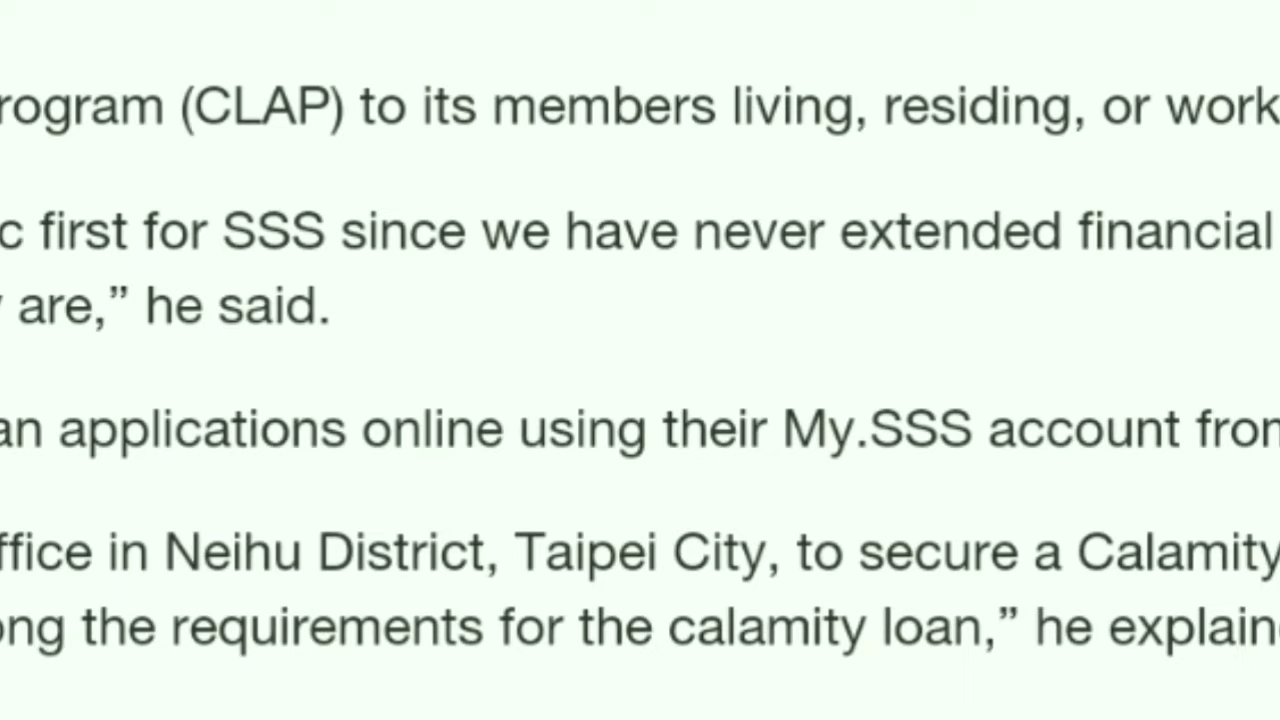 rogram (CLAP) to its members living, residing, or work
c first for SSS since we have never extended financial
are,” he said.
an applications online using their My.SSS account from
ffice in Neihu District, Taipei City, to secure a Calamity
ong the requirements for the calamity loan,” he explain